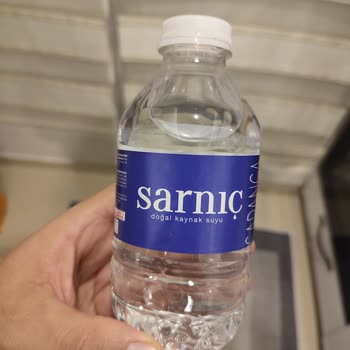 sarnıç
doğal kaynak suyu